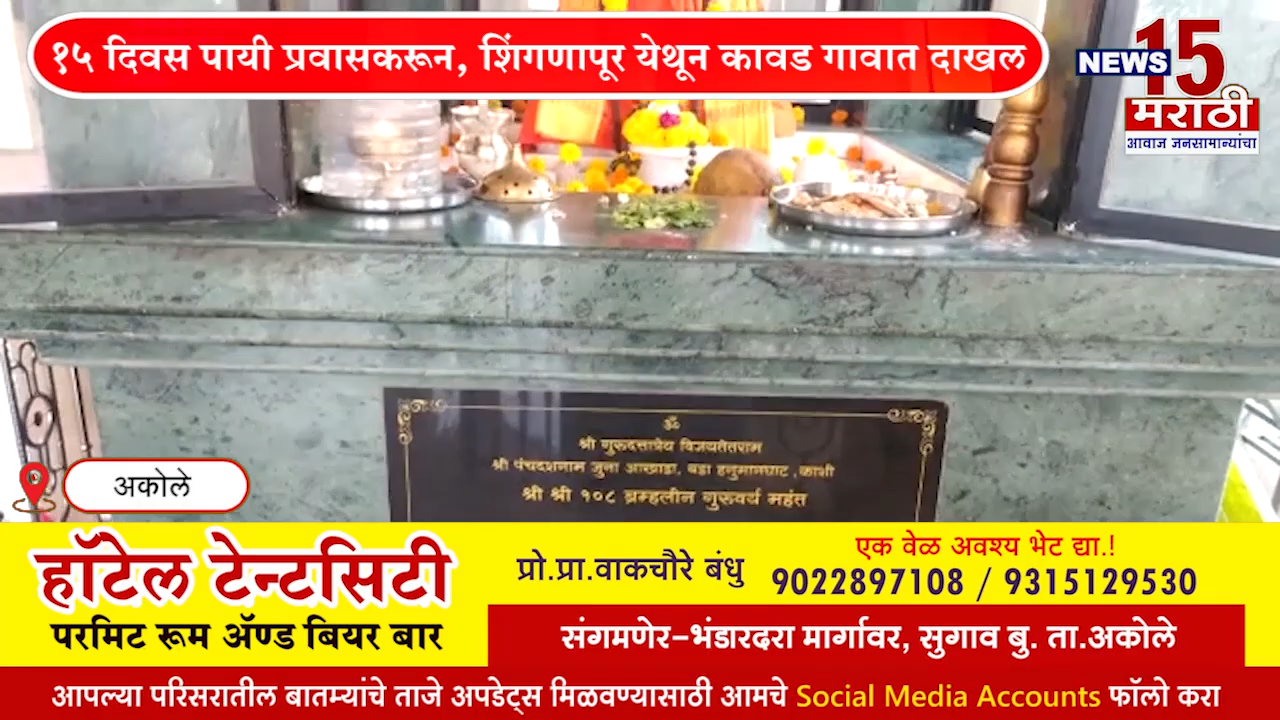 १५ दिवस पायी प्रवासकरून, शिंगणापूर येथून कावड गावात दाखल
NEWS 15
मराठी
आवाज जनसामान्यांचा
ॐ
श्री गुरुदत्तात्रेय विजयतेतराम
श्री पंचदशनाम जुना आखाडा, बडा हनुमानघाट ,काशी
श्री श्री १०८ ब्रम्हलीन गुरुवर्य महंत
अकोले
हॉटेल टेन्टसिटी
परमिट रूम ॲण्ड बियर बार
प्रो.प्रा.वाकचौरे बंधु
एक वेळ अवश्य भेट द्या.!
9022897108 / 9315129530
संगमणेर-भंडारदरा मार्गावर, सुगाव बु. ता.अकोले
आपल्या परिसरातील बातम्यांचे ताजे अपडेट्स मिळवण्यासाठी आमचे Social Media Accounts फॉलो करा